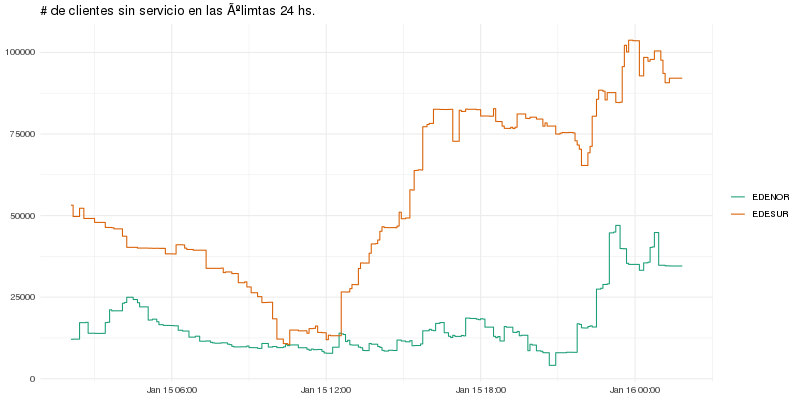 # de clientes sin servicio en las Ãºlimtas 24 hs.
100000
75000
50000
25000
0
Jan 15 06:00
Jan 15 12:00
Jan 15 18:00
Jan 16 00:00
EDENOR
EDESUR